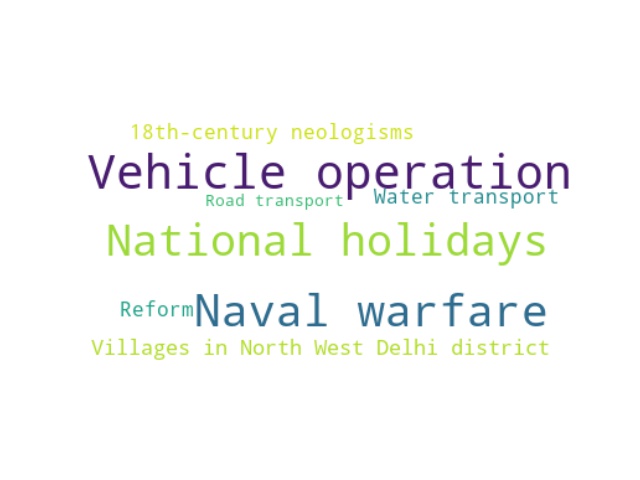 18th-century neologisms
Vehicle operation
Road transport
Water transport
National holidays
Reform
Naval warfare
Villages in North West Delhi district